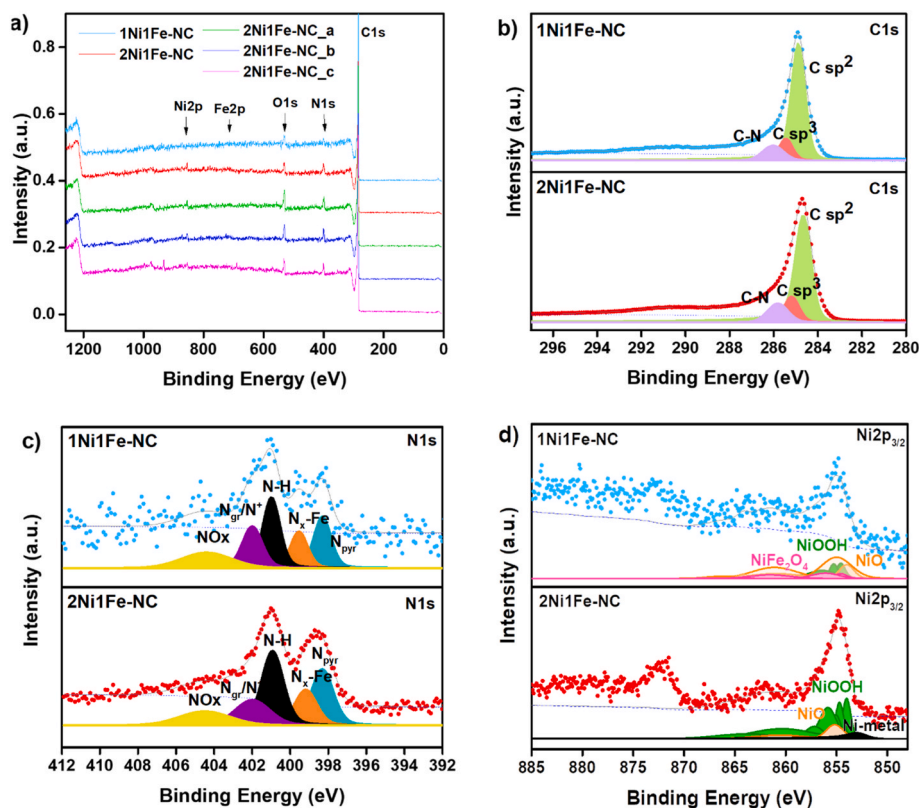 a)
C1s
1Ni1Fe-NC
2Ni1Fe-NC
2Ni1Fe-NC_a
2Ni1Fe-NC_b
2Ni1Fe-NC_c
Ni2p
Fe2p
O1s
N1s
0.8
0.6
0.4
0.2
0.0
1200 1000 800 600 400 200 0
Intensity (a.u.)
Binding Energy (eV)
b)
1Ni1Fe-NC
C1s
C sp2
C sp3
C-N
2Ni1Fe-NC
C1s
C sp2
C sp3
C-N
296 294 292 290 288 286 284 282 280
Intensity (a.u.)
Binding Energy (eV)
c)
1Ni1Fe-NC
N1s
N-H
Ngr/N+
Nx-Fe
NOx
Npyr
2Ni1Fe-NC
N1s
N-H
Npyr
Nx-Fe
Ngr/N+
NOx
412 410 408 406 404 402 400 398 396 394 392
Intensity (a.u.)
Binding Energy (eV)
d)
1Ni1Fe-NC
Ni2p3/2
NiOOH
NiFe2O4
NiO
2Ni1Fe-NC
Ni2p3/2
NiOOH
NiO
Ni-metal
885 880 875 870 865 860 855 850
Intensity (a.u.)
Binding Energy (eV)